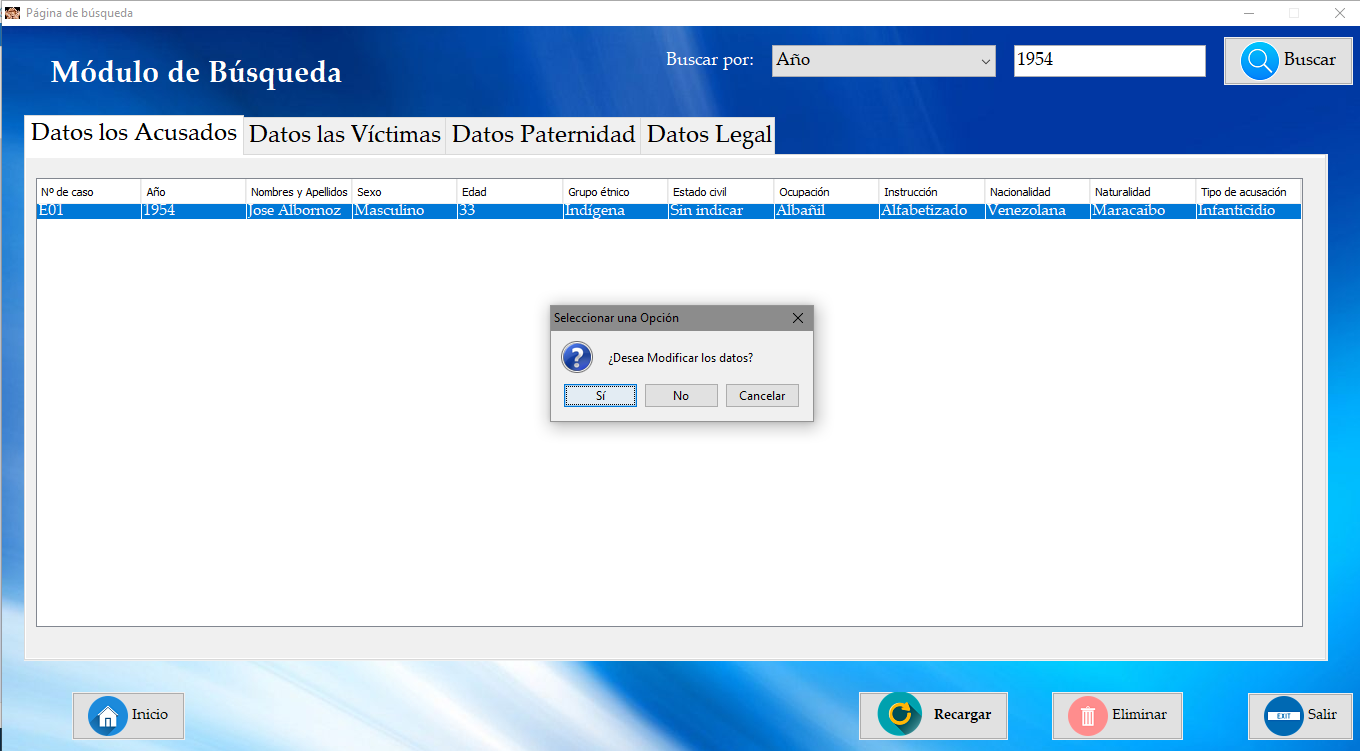 Página de búsqueda
Módulo de Búsqueda
Buscar por:
Año
1954
Buscar
Datos los Acusados
Datos las Víctimas
Datos Paternidad
Datos Legal
Nº de caso Año Nombres y Apellidos Sexo Edad Grupo étnico Estado civil Ocupación Instrucción Nacionalidad Naturalidad Tipo de acusación
E01 1954 Jose Albornoz Masculino 33 Indígena Sin indicar Albañil Alfabetizado Venezolana Maracaibo Infanticidio
Seleccionar una Opción
¿Desea Modificar los datos?
Sí No Cancelar
Inicio
Recargar
Eliminar
EXIT Salir